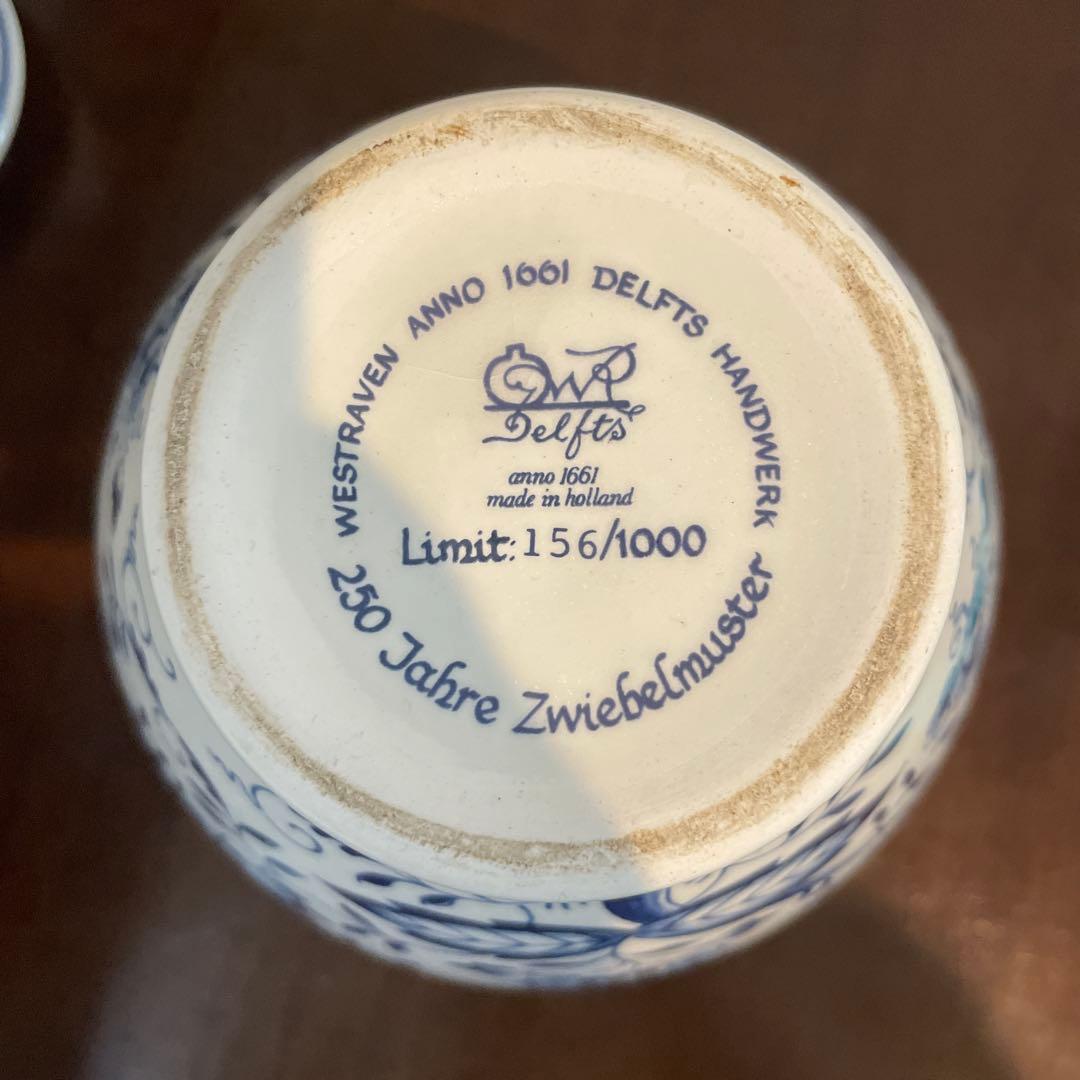 WESTRAVEN ANNO 1661 DELFTS HANDWERK
Delfts
anno 1661
made in holland
Limit: 156/1000
250 Jahre Zwiebelmuster